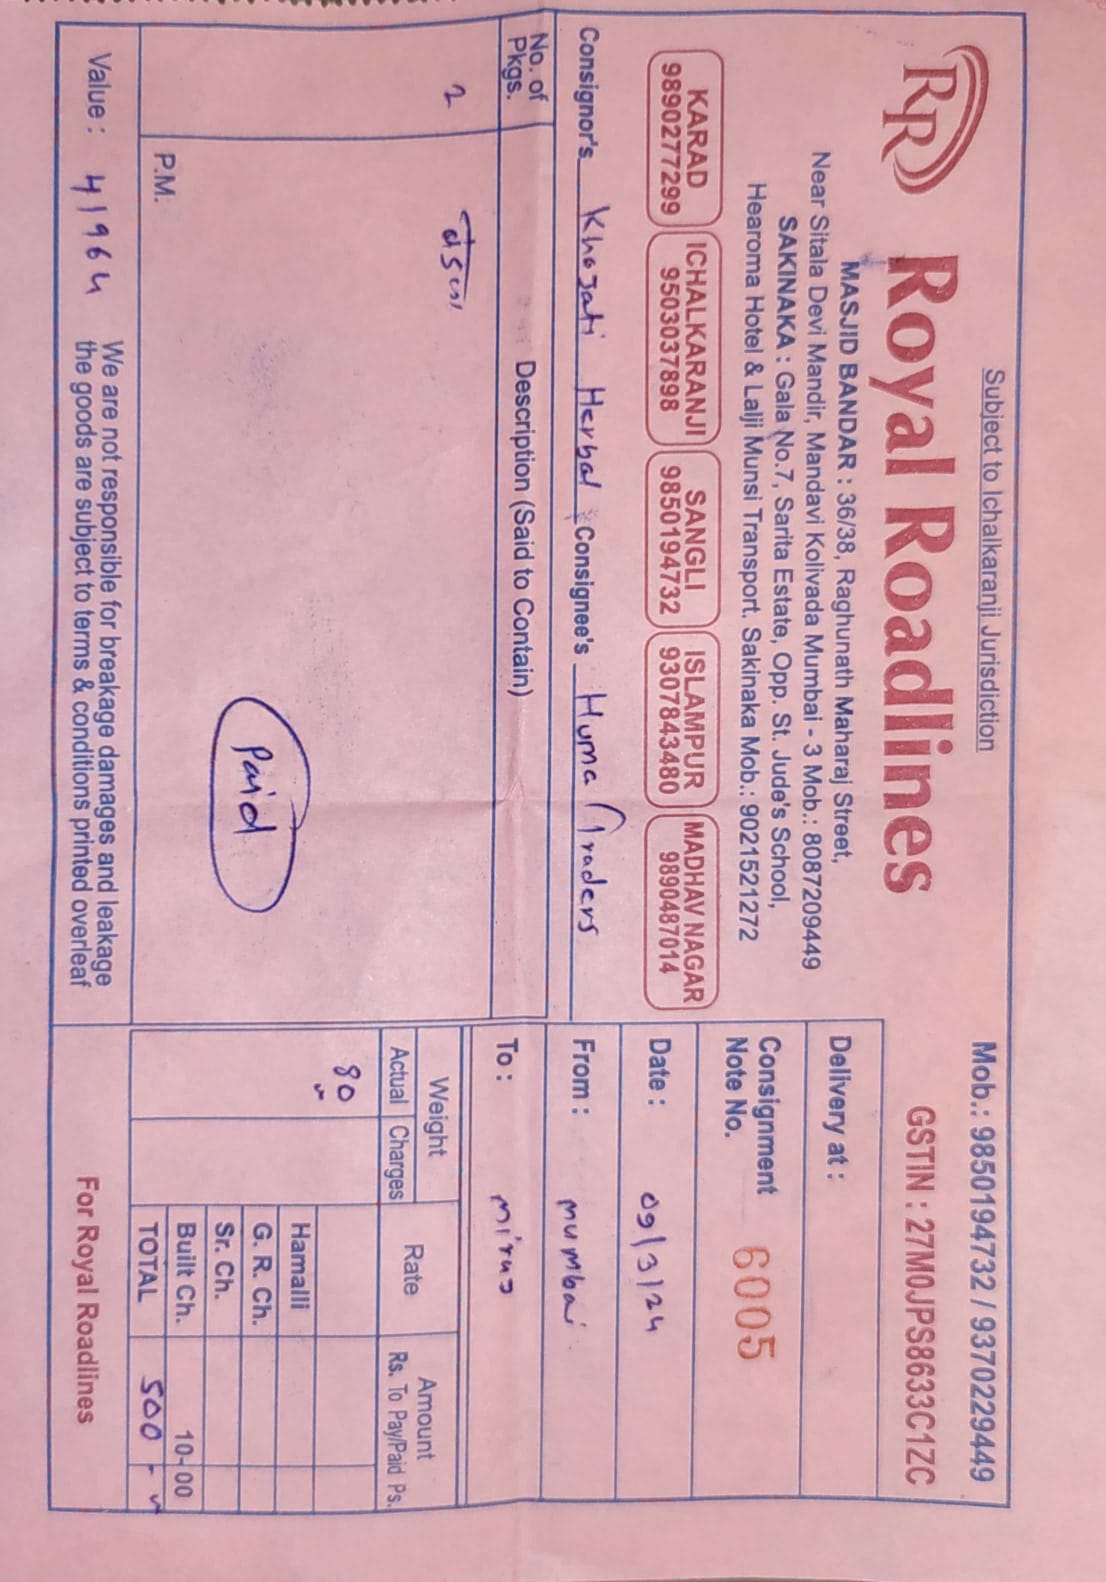 Subject to Ichalkaranji Jurisdiction
Mob.: 9850194732 / 9370229449
RR Royal Roadlines
GSTIN : 27M0JPS8633C1ZC
MASJID BANDAR : 36/38, Raghunath Maharaj Street,
Near Sitala Devi Mandir, Mandavi Kolivada Mumbai - 3 Mob.: 8087209449
SAKINAKA : Gala No.7, Sarita Estate, Opp. St. Jude's School,
Hearoma Hotel & Lalji Munsi Transport. Sakinaka Mob.: 9021521272
KARAD
9890277299
ICHALKARANJI
9503037898
SANGLI
9850194732
ISLAMPUR
9307843480
MADHAV NAGAR
9890487014
Delivery at :
Consignment
Note No. 6005
Date : 09/3/24
From : mumbai
To :
Consignor's Khojati Herbal Consignee's Huma Traders
No. of
Pkgs.
Description (Said to Contain)
2
Paid
P.M.
Weight
Actual Charges
Rate
Amount
Rs. To Pay/Paid Ps.
80
Hamalli
G. R. Ch.
Sr. Ch.
Built Ch. 10-00
TOTAL 500 -
Value : 41964
We are not responsible for breakage damages and leakage
the goods are subject to terms & conditions printed overleaf
For Royal Roadlines